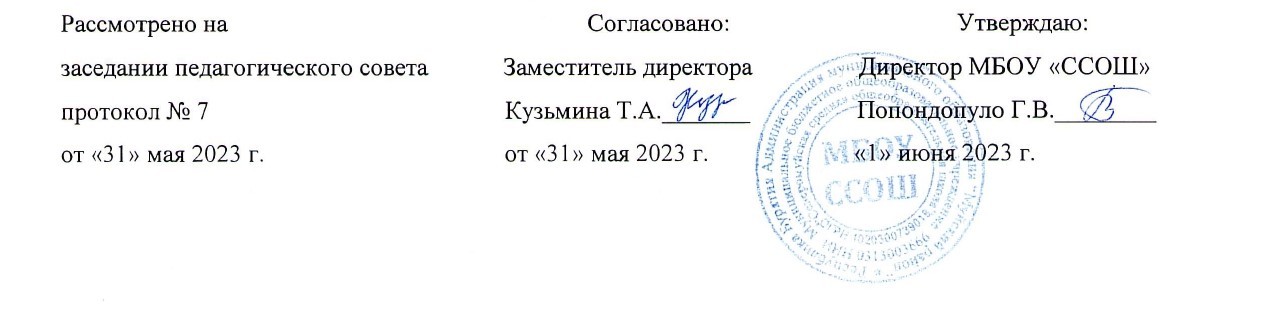 Рассмотрено на
заседании педагогического совета
протокол № 7
от «31» мая 2023 г.
Согласовано:
Заместитель директора
Кузьмина Т.А.
от «31» мая 2023 г.
Утверждаю:
Директор МБОУ «ССОШ»
Попондопуло Г.В.
«1» июня 2023 г.
МБОУ
ССОШ